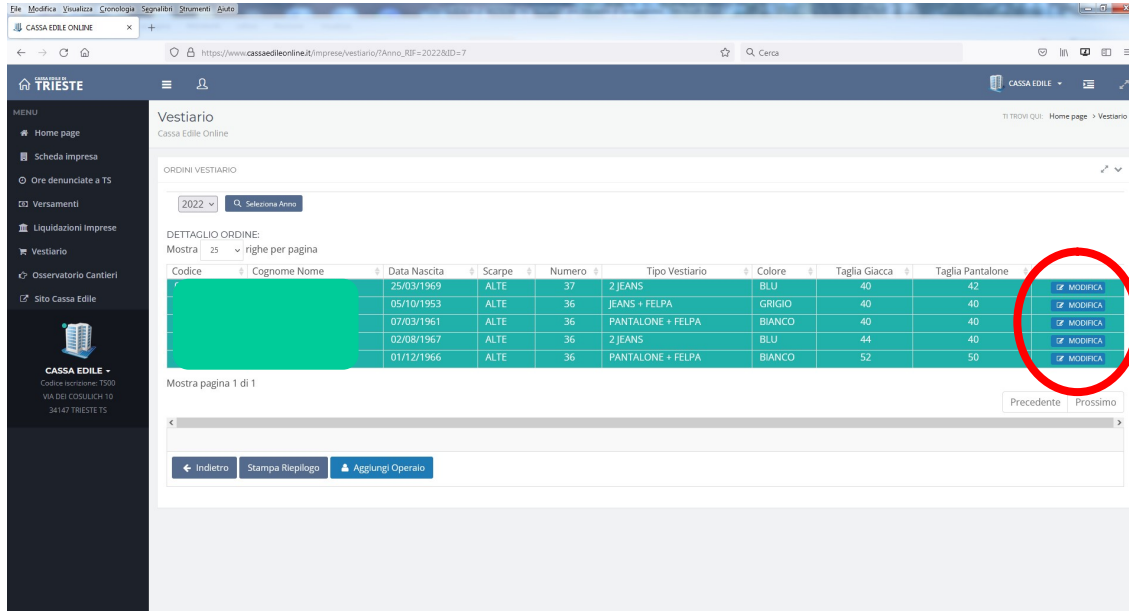 File Modifica Visualizza Cronologia Segnalibri Strumenti Aiuto
CASSA EDILE ONLINE
https://www.cassaedileonline.it/imprese/vestiario/?Anno_RIF=2022&ID=7
Cerca
CASSA EDILE DI
TRIESTE
CASSA EDILE
MENU
Home page
Scheda impresa
Ore denunciate a TS
Versamenti
Liquidazioni Imprese
Vestiario
Osservatorio Cantieri
Sito Cassa Edile
CASSA EDILE
Codice iscrizione: TS00
VIA DEI COSULICH 10
34147 TRIESTE TS
Vestiario
Cassa Edile Online
TI TROVI QUI: Home page > Vestiario
ORDINI VESTIARIO
2022 Seleziona Anno
DETTAGLIO ORDINE:
Mostra 25 righe per pagina
Codice Cognome Nome Data Nascita Scarpe Numero Tipo Vestiario Colore Taglia Giacca Taglia Pantalone
25/03/1969 ALTE 37 2 JEANS BLU 40 42 MODIFICA
05/10/1953 ALTE 36 JEANS + FELPA GRIGIO 40 40 MODIFICA
07/03/1961 ALTE 36 PANTALONE + FELPA BIANCO 40 40 MODIFICA
02/08/1967 ALTE 36 2 JEANS BLU 44 40 MODIFICA
01/12/1966 ALTE 36 PANTALONE + FELPA BIANCO 52 50 MODIFICA
Mostra pagina 1 di 1
Precedente Prossimo
Indietro Stampa Riepilogo Aggiungi Operaio